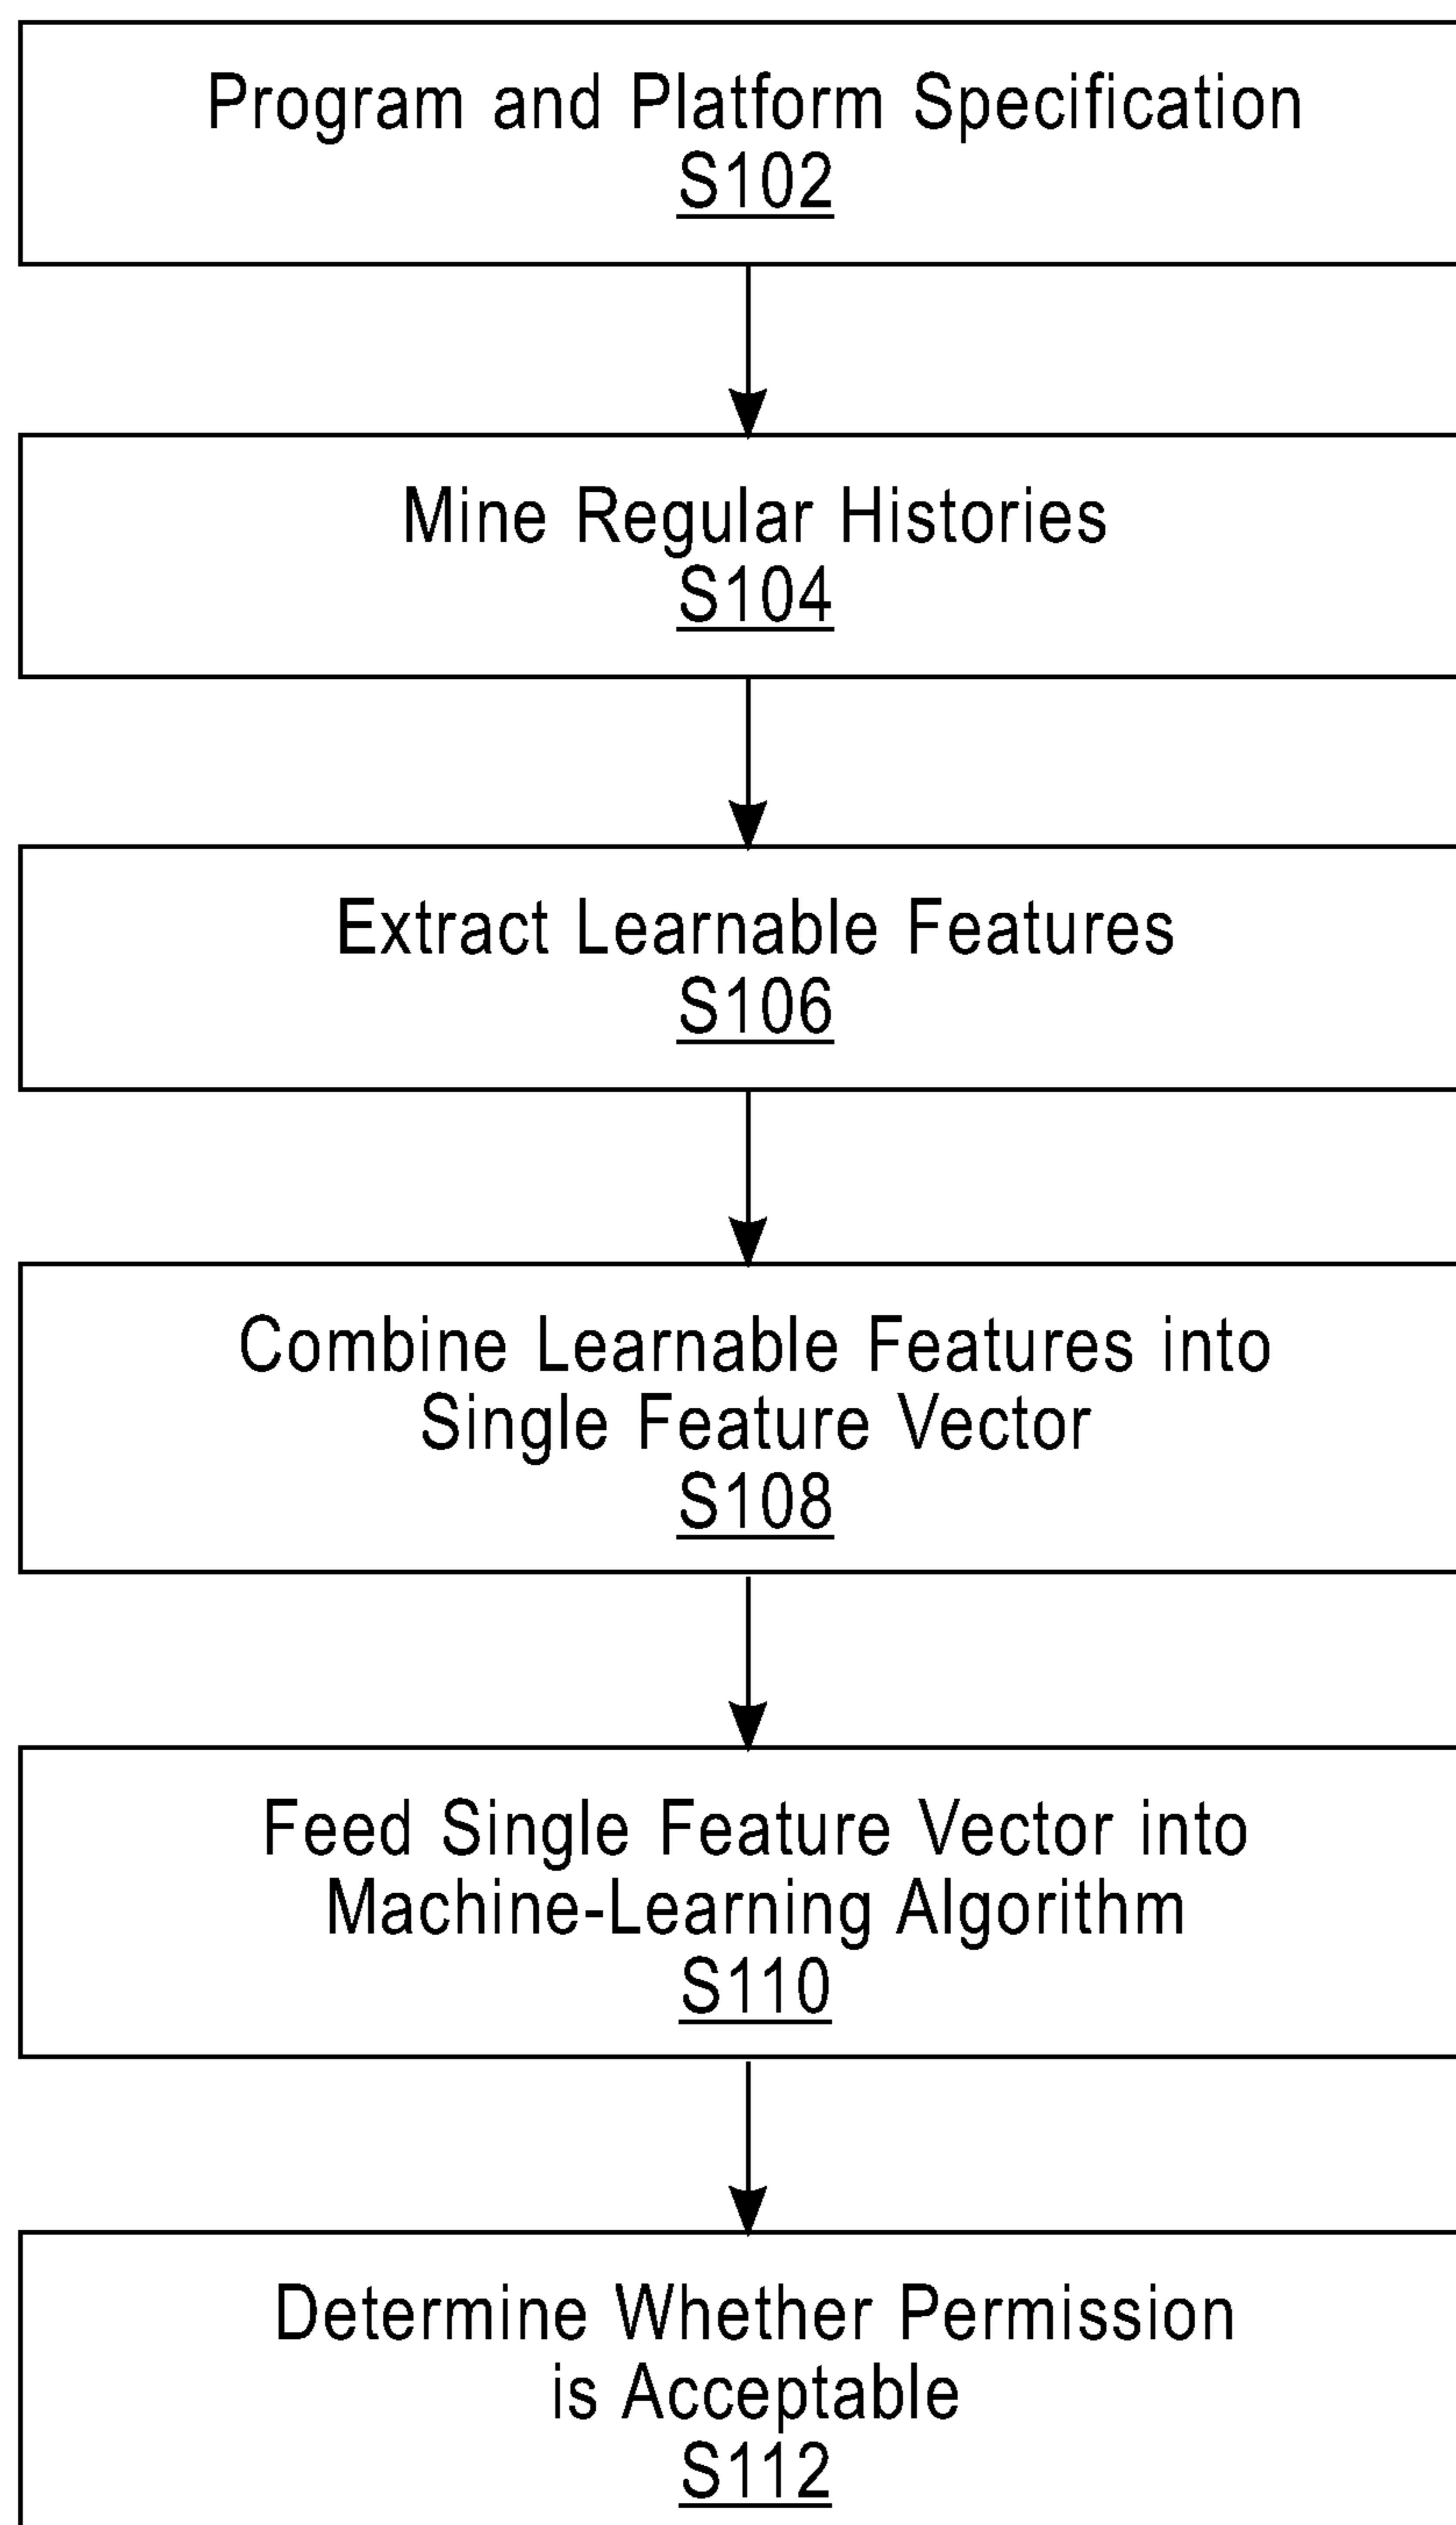 Program and Platform Specification
S102
Mine Regular Histories
S104
Extract Learnable Features
S106
Combine Learnable Features into
Single Feature Vector
S108
Feed Single Feature Vector into
Machine-Learning Algorithm
S110
Determine Whether Permission
is Acceptable
S112